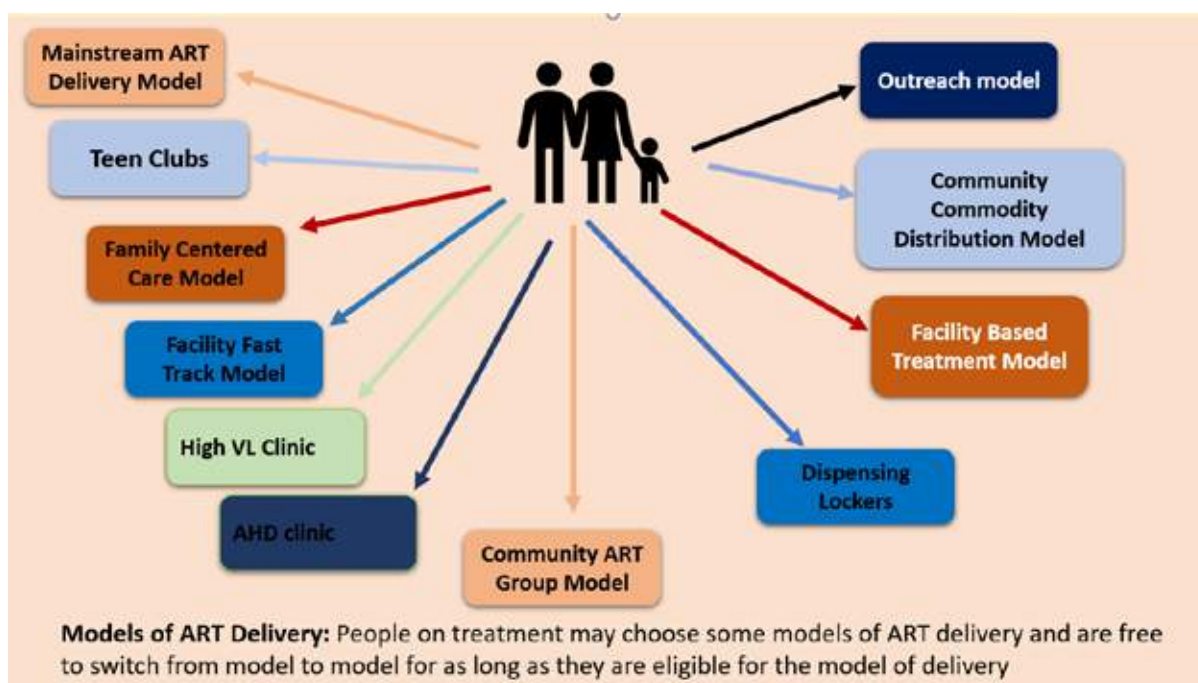 Mainstream ART
Delivery Model
Teen Clubs
Family Centered
Care Model
Facility Fast
Track Model
High VL Clinic
AHD clinic
Community ART
Group Model
Dispensing
Lockers
Facility Based
Treatment Model
Community
Commodity
Distribution Model
Outreach model
Models of ART Delivery: People on treatment may choose some models of ART delivery and are free
to switch from model to model for as long as they are eligible for the model of delivery